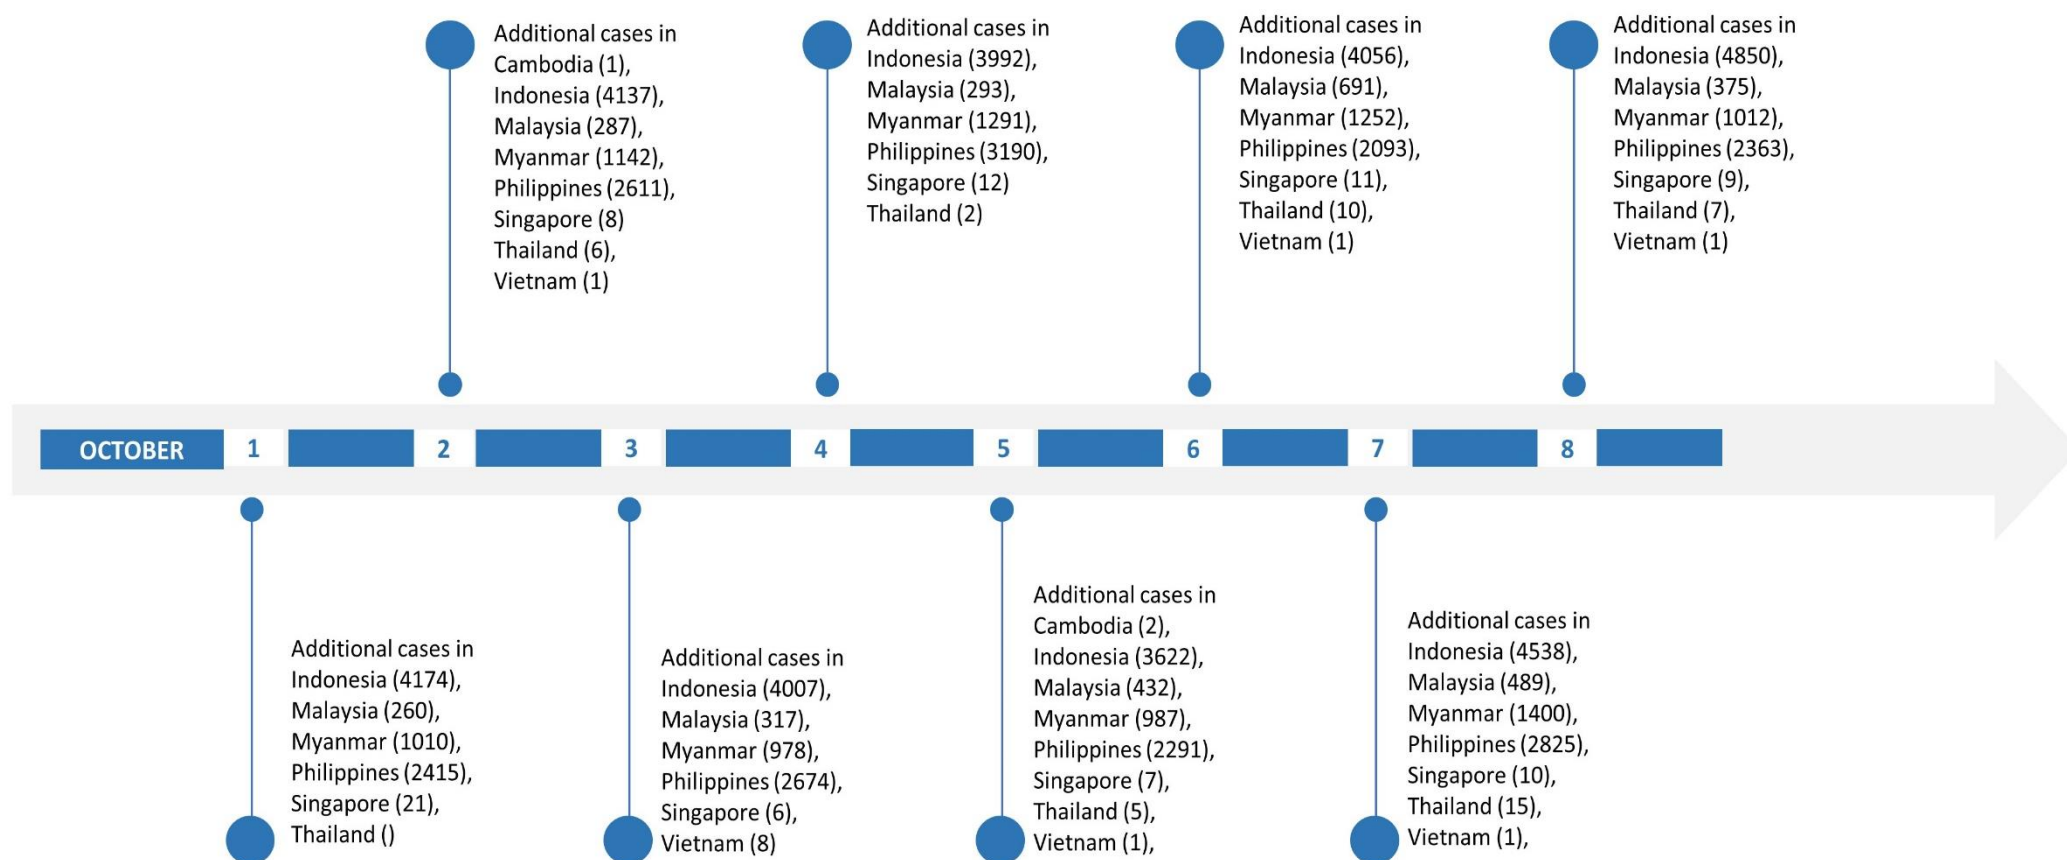 Additional cases in
Cambodia (1),
Indonesia (4137),
Malaysia (287),
Myanmar (1142),
Philippines (2611),
Singapore (8)
Thailand (6),
Vietnam (1)
Additional cases in
Indonesia (3992),
Malaysia (293),
Myanmar (1291),
Philippines (3190),
Singapore (12)
Thailand (2)
Additional cases in
Indonesia (4056),
Malaysia (691),
Myanmar (1252),
Philippines (2093),
Singapore (11),
Thailand (10),
Vietnam (1)
Additional cases in
Indonesia (4850),
Malaysia (375),
Myanmar (1012),
Philippines (2363),
Singapore (9),
Thailand (7),
Vietnam (1)
OCTOBER 1 2 3 4 5 6 7 8
Additional cases in
Indonesia (4174),
Malaysia (260),
Myanmar (1010),
Philippines (2415),
Singapore (21),
Thailand ()
Additional cases in
Indonesia (4007),
Malaysia (317),
Myanmar (978),
Philippines (2674),
Singapore (6),
Vietnam (8)
Additional cases in
Cambodia (2),
Indonesia (3622),
Malaysia (432),
Myanmar (987),
Philippines (2291),
Singapore (7),
Thailand (5),
Vietnam (1),
Additional cases in
Indonesia (4538),
Malaysia (489),
Myanmar (1400),
Philippines (2825),
Singapore (10),
Thailand (15),
Vietnam (1),